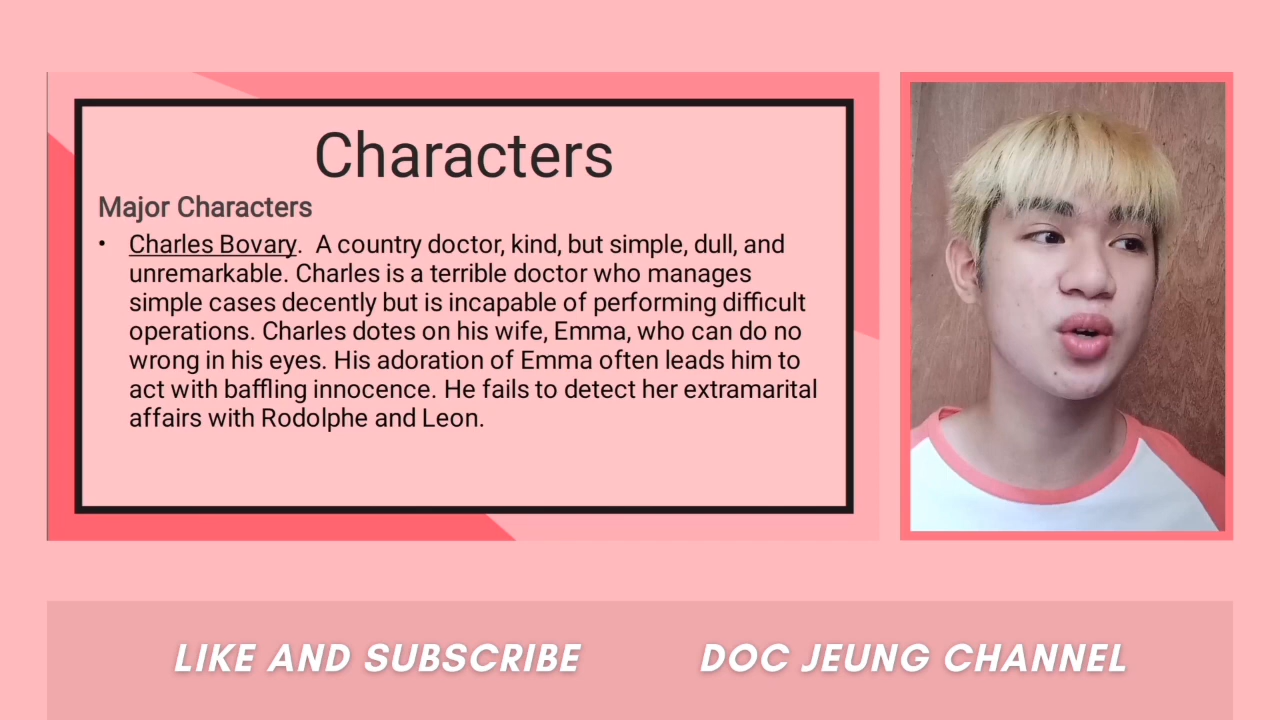 Characters
Major Characters
• Charles Bovary.  A country doctor, kind, but simple, dull, and
unremarkable. Charles is a terrible doctor who manages
simple cases decently but is incapable of performing difficult
operations. Charles dotes on his wife, Emma, who can do no
wrong in his eyes. His adoration of Emma often leads him to
act with baffling innocence. He fails to detect her extramarital
affairs with Rodolphe and Leon.
LIKE AND SUBSCRIBE
DOC JEUNG CHANNEL